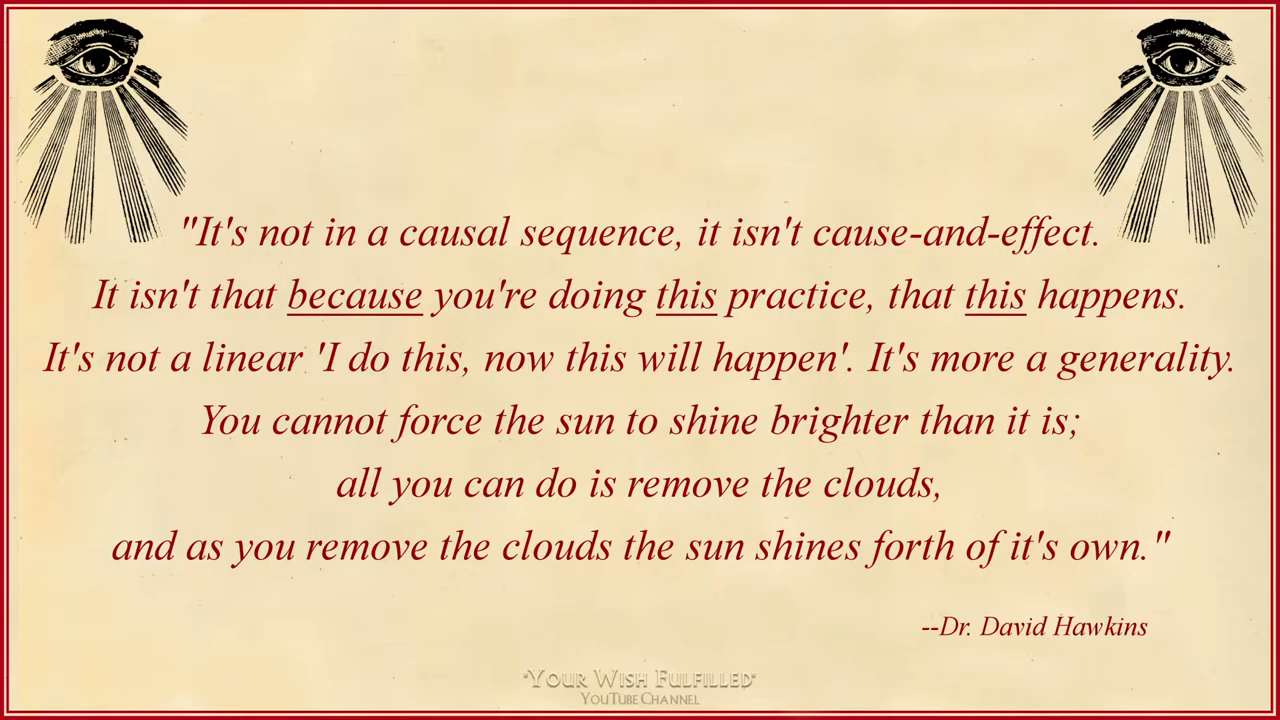 "It's not in a causal sequence, it isn't cause-and-effect.
It isn't that because you're doing this practice, that this happens.
It's not a linear 'I do this, now this will happen'. It's more a generality.
You cannot force the sun to shine brighter than it is;
all you can do is remove the clouds,
and as you remove the clouds the sun shines forth of it's own."
--Dr. David Hawkins
"Your Wish Fulfilled"
YouTube Channel